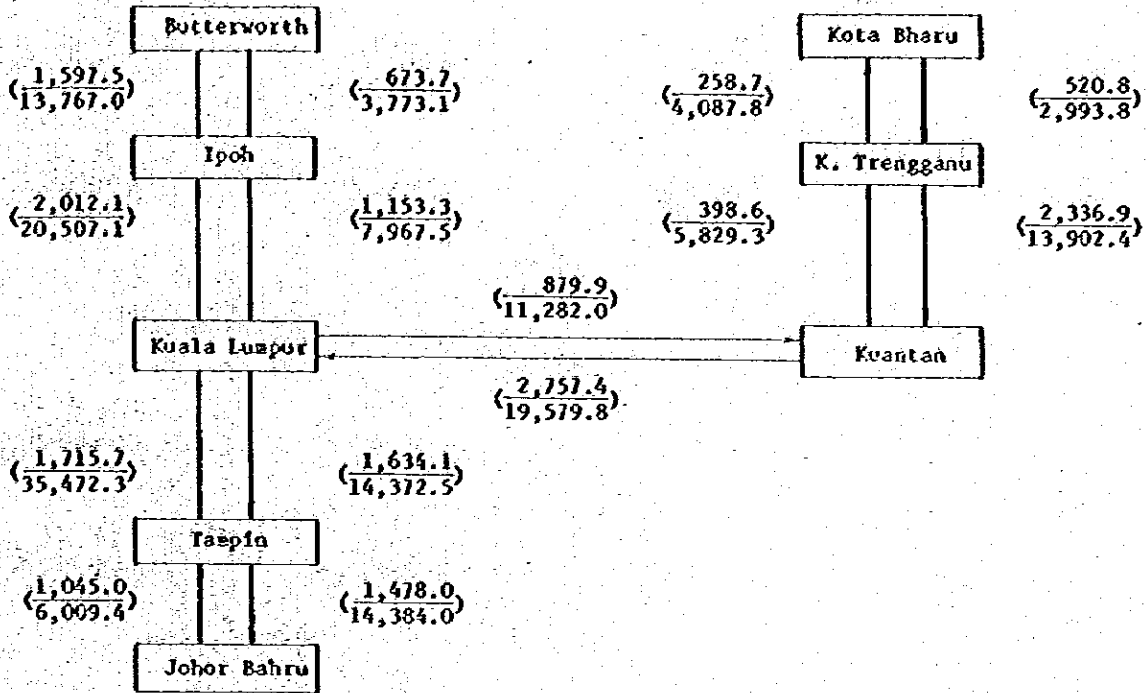 Butterworth Kota Bharu
(1,597.5 (673.7 (258.7 (520.8
13,767.0) 3,773.1) 4,087.8) 2,993.8)
Ipoh K. Trengganu
(2,012.1 (1,153.3 (398.6 (2,336.9
20,507.1) 7,967.5) 5,829.3) 13,902.4)
(879.9
11,282.0)
Kuala Lumpur Kuantan
(2,757.4
19,579.8)
(1,715.7 (1,634.1
35,472.3) 14,372.5)
Tampin
(1,045.0 (1,478.0
6,009.4) 14,384.0)
Johor Bahru